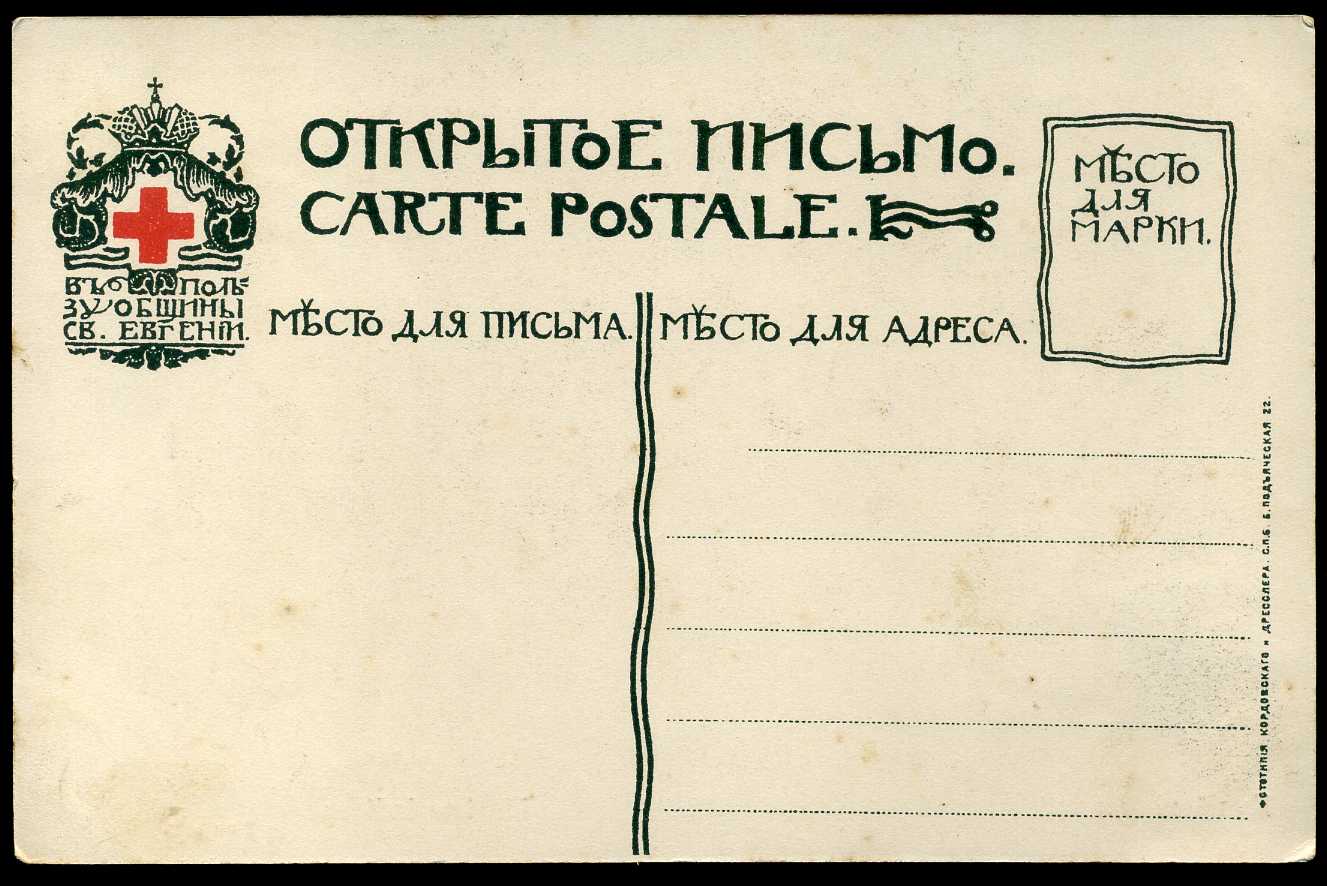 ОТКРЫТОЕ ПИСЬМО.
CARTE POSTALE.
МѢСТО
ДЛЯ
МАРКИ.
ВЪ ПОЛЬ-
ЗУ ОБЩИНЫ
СВ. ЕВГЕНІИ.
МѢСТО ДЛЯ ПИСЬМА.
МѢСТО ДЛЯ АДРЕСА.
ФОТОТИПІЯ КОРДОВСКАГО и ДРЕССЛЕРА. С.П.Б. Б. ПОДЪЯЧЕСКАЯ 22.